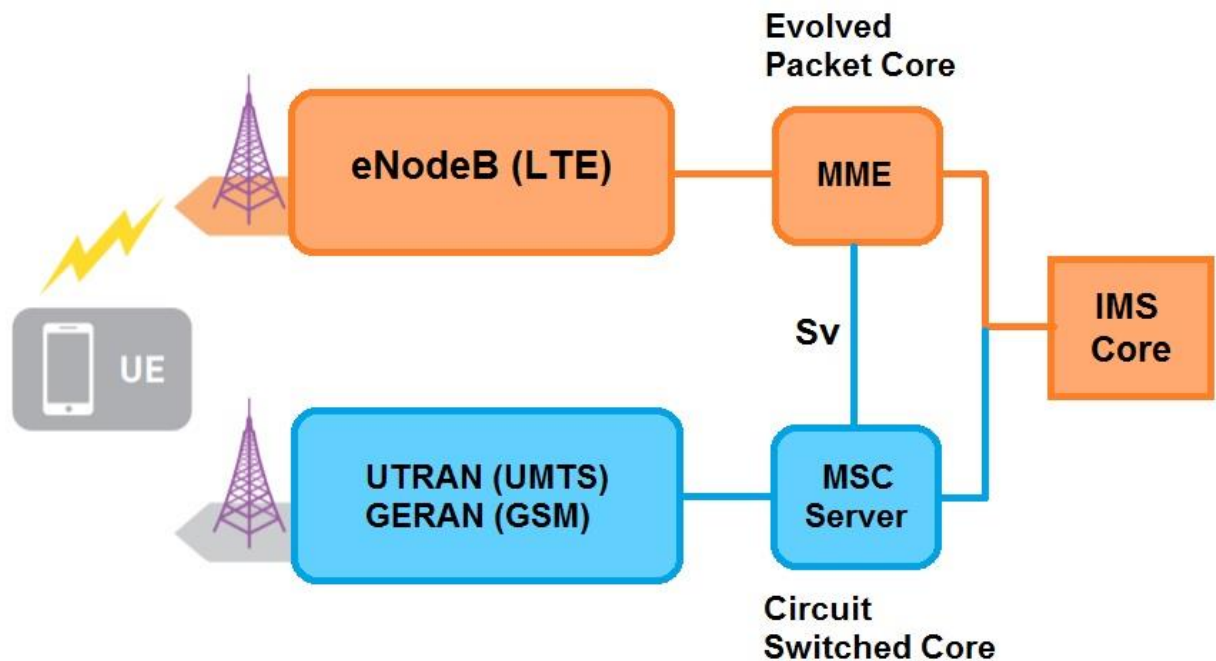 Evolved
Packet Core
eNodeB (LTE)
MME
IMS
Core
Sv
UE
UTRAN (UMTS)
GERAN (GSM)
MSC
Server
Circuit
Switched Core